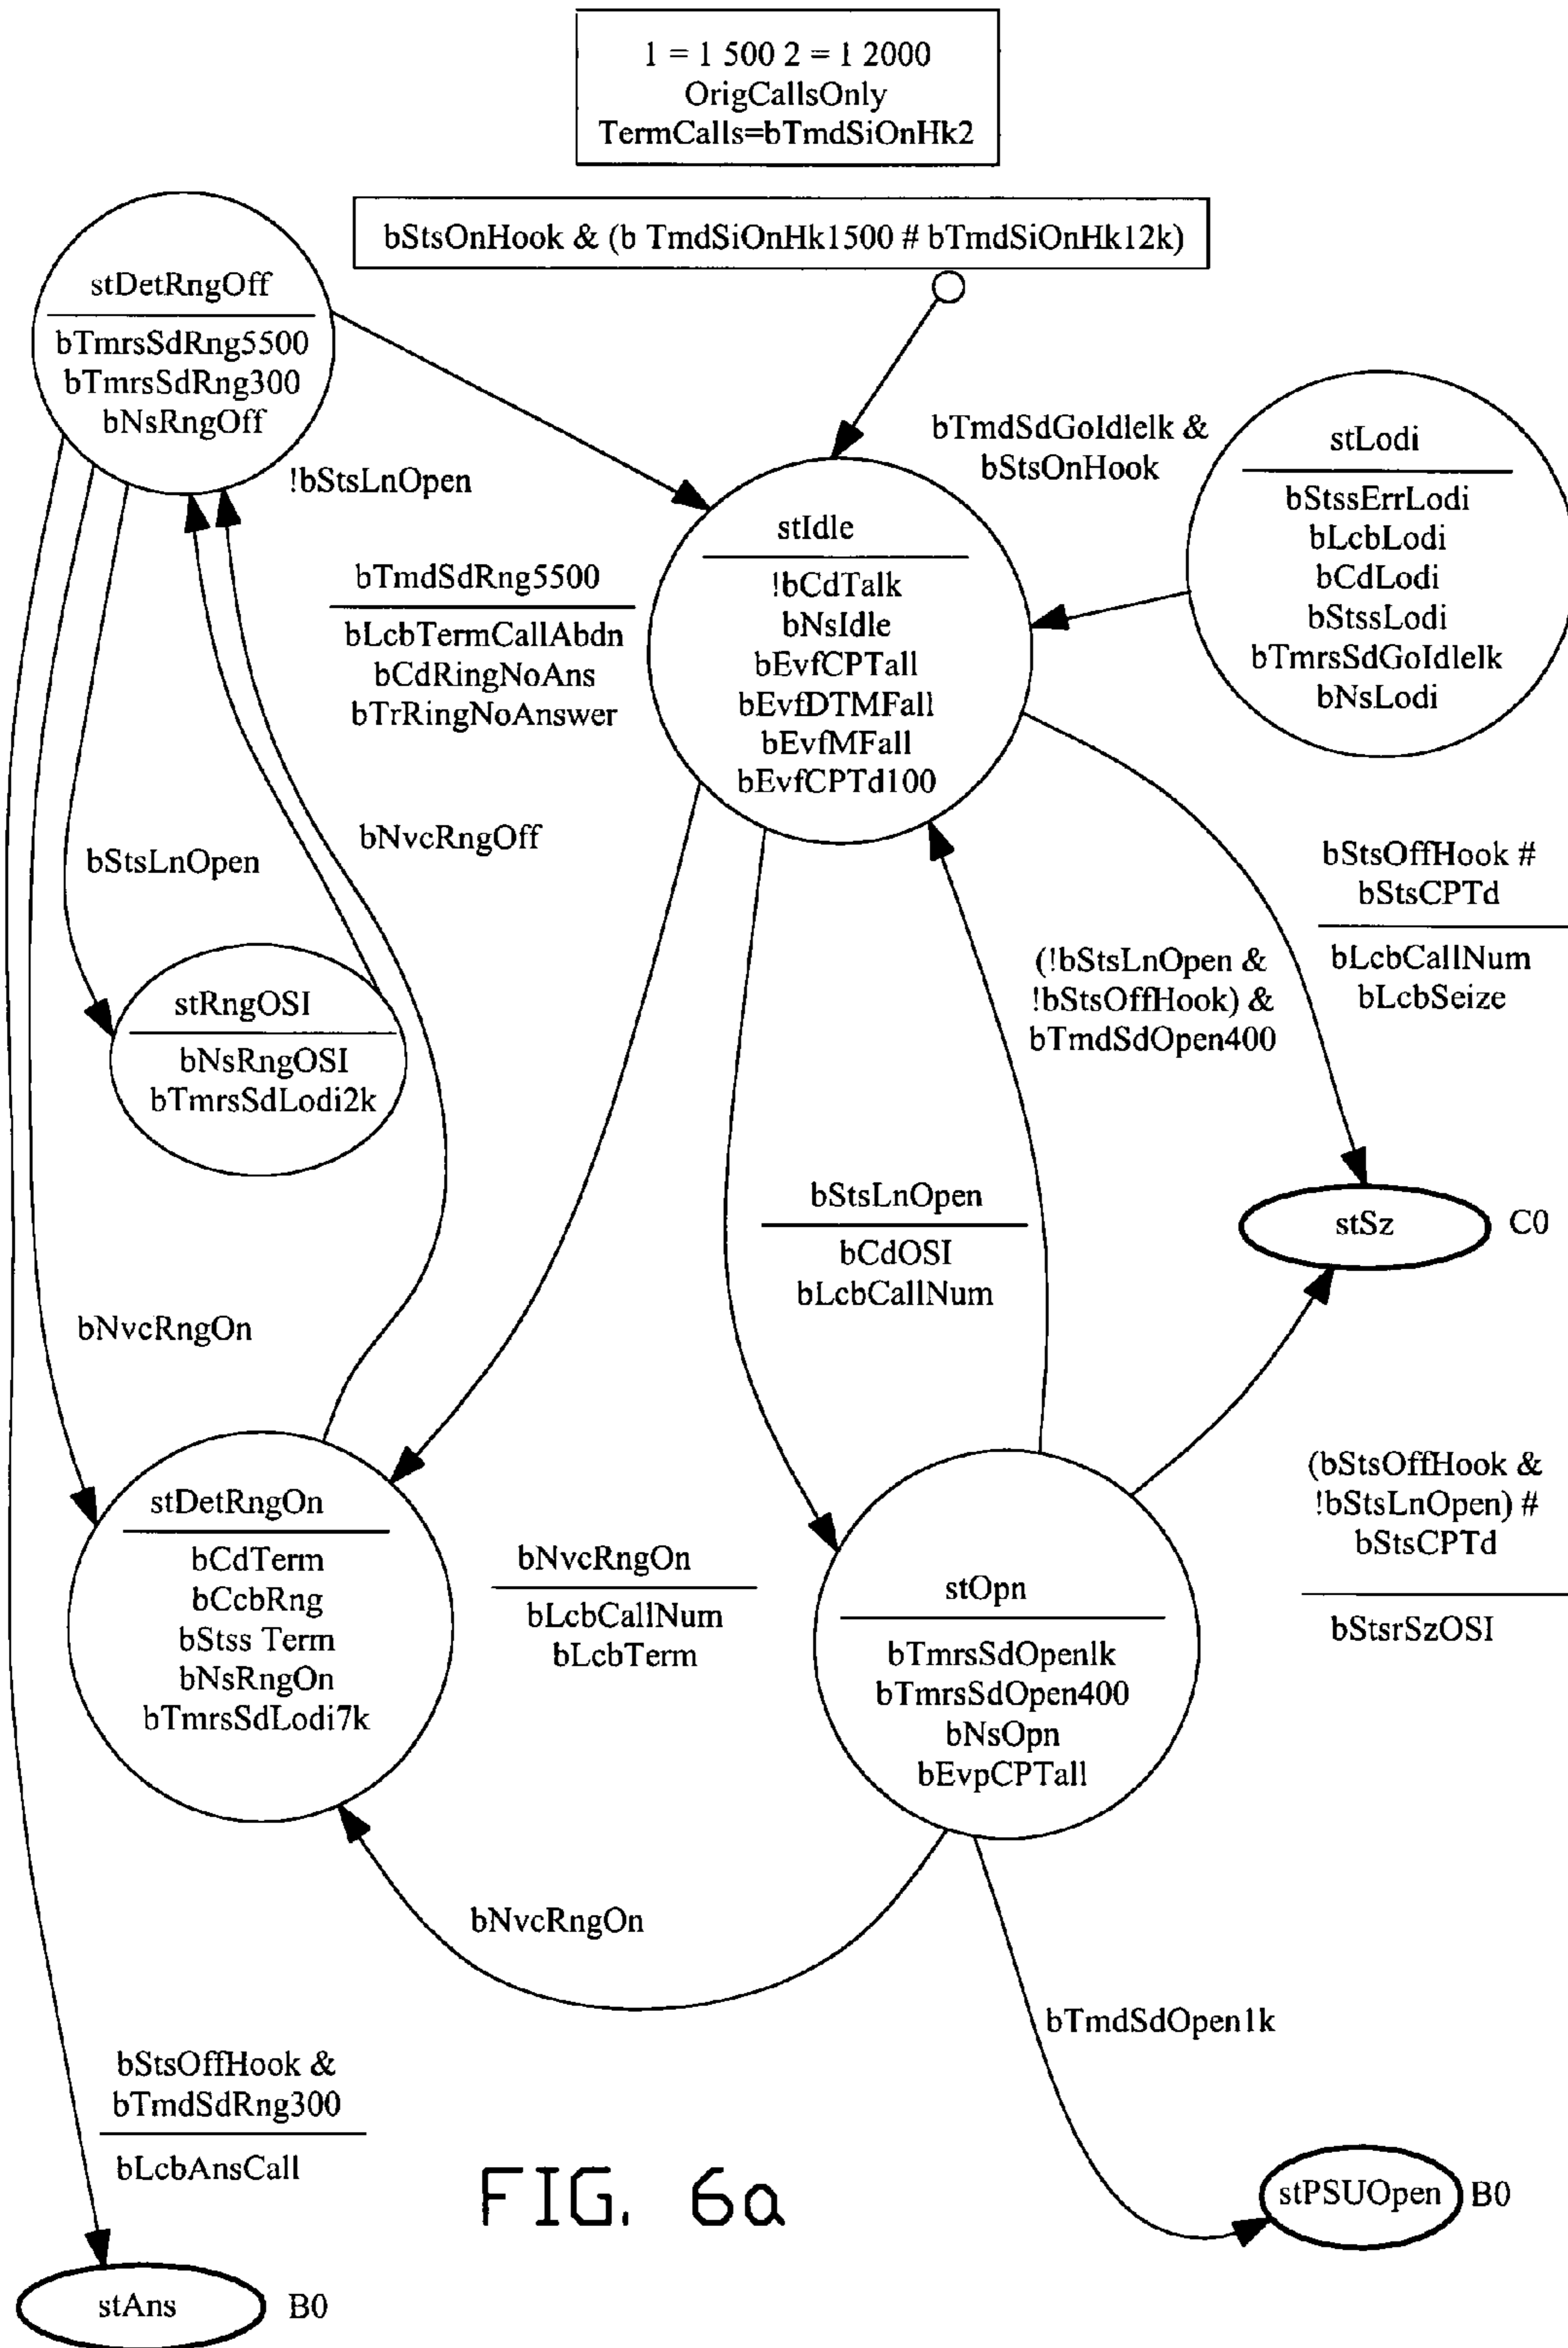 1 = 1 500 2 = 1 2000
OrigCallsOnly
TermCalls=bTmdSiOnHk2
bStsOnHook & (b TmdSiOnHk1500 # bTmdSiOnHk12k)
stDetRngOff
bTmrsSdRng5500
bTmrsSdRng300
bNsRngOff
!bStsLnOpen
bTmdSdGoIdlelk &
bStsOnHook
stLodi
bStssErrLodi
bLcbLodi
bCdLodi
bStssLodi
bTmrsSdGoIdlelk
bNsLodi
stIdle
!bCdTalk
bNsIdle
bEvfCPTall
bEvfDTMFall
bEvfMFall
bEvfCPTd100
bTmdSdRng5500
bLcbTermCallAbdn
bCdRingNoAns
bTrRingNoAnswer
bNvcRngOff
bStsLnOpen
bStsOffHook #
bStsCPTd
bLcbCallNum
bLcbSeize
(!bStsLnOpen &
!bStsOffHook) &
bTmdSdOpen400
stRngOSI
bNsRngOSI
bTmrsSdLodi2k
bStsLnOpen
bCdOSI
bLcbCallNum
stSz
C0
bNvcRngOn
stDetRngOn
bCdTerm
bCcbRng
bStss Term
bNsRngOn
bTmrsSdLodi7k
bNvcRngOn
bLcbCallNum
bLcbTerm
stOpn
bTmrsSdOpenlk
bTmrsSdOpen400
bNsOpn
bEvpCPTall
(bStsOffHook &
!bStsLnOpen) #
bStsCPTd
bStsrSzOSI
bNvcRngOn
bTmdSdOpen1k
bStsOffHook &
bTmdSdRng300
bLcbAnsCall
FIG. 6a
stPSUOpen
B0
stAns
B0